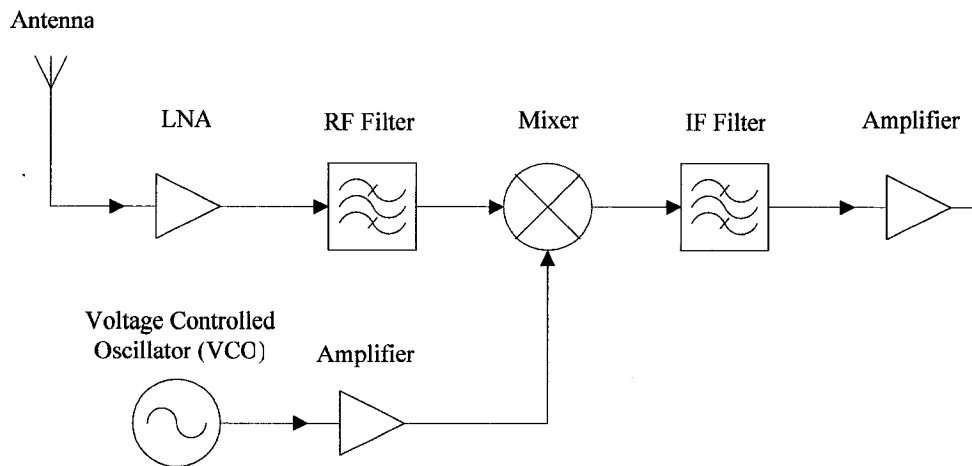 Antenna
LNA
RF Filter
Mixer
IF Filter
Amplifier
Voltage Controlled
Oscillator (VCO)
Amplifier